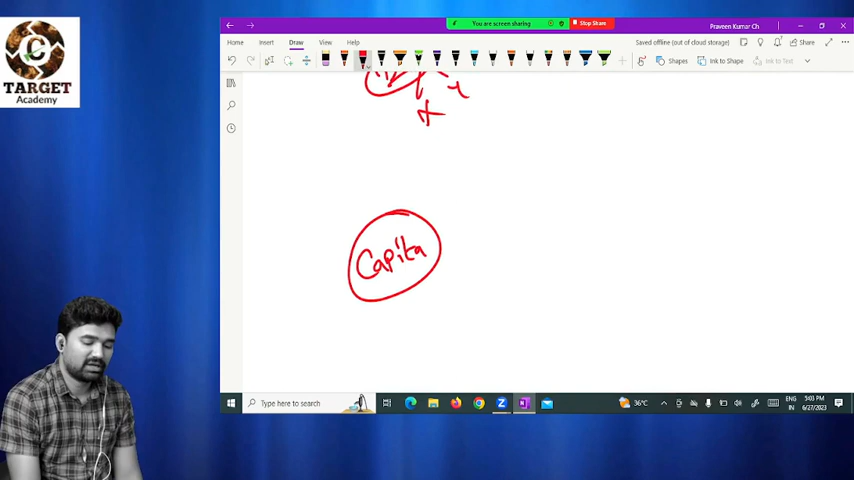 TARGET
Academy
You are screen sharing
Stop Share
Praveen Kumar Ch
Home Insert Draw View Help
Saved offline (out of cloud storage)
Share
Shapes
Ink to Shape
Ink to Text
x
Capita
Type here to search
36°C
ENG
IN
5:03 PM
6/27/2023